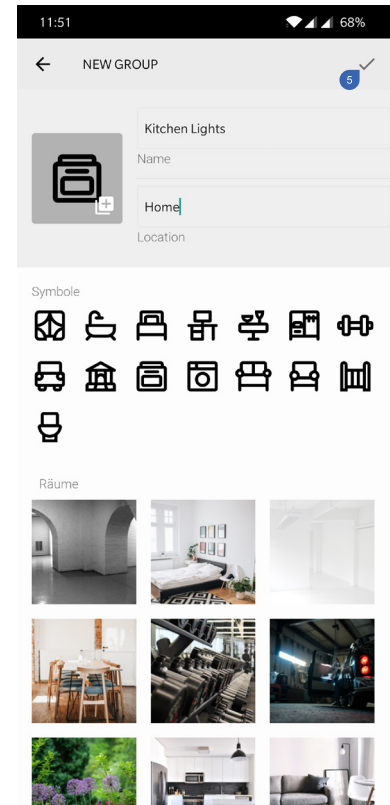 11:51
68%
NEW GROUP
5
Kitchen Lights
Name
Home
Location
Symbole
Räume